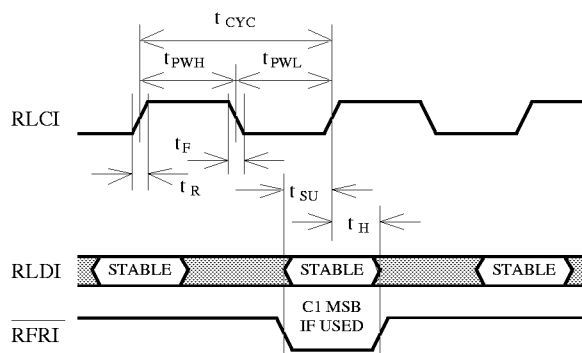 t CYC
t PWH t PWL
RLCI
t F
t R
t SU
t H
RLDI STABLE STABLE STABLE
C1 MSB
IF USED
RFRI